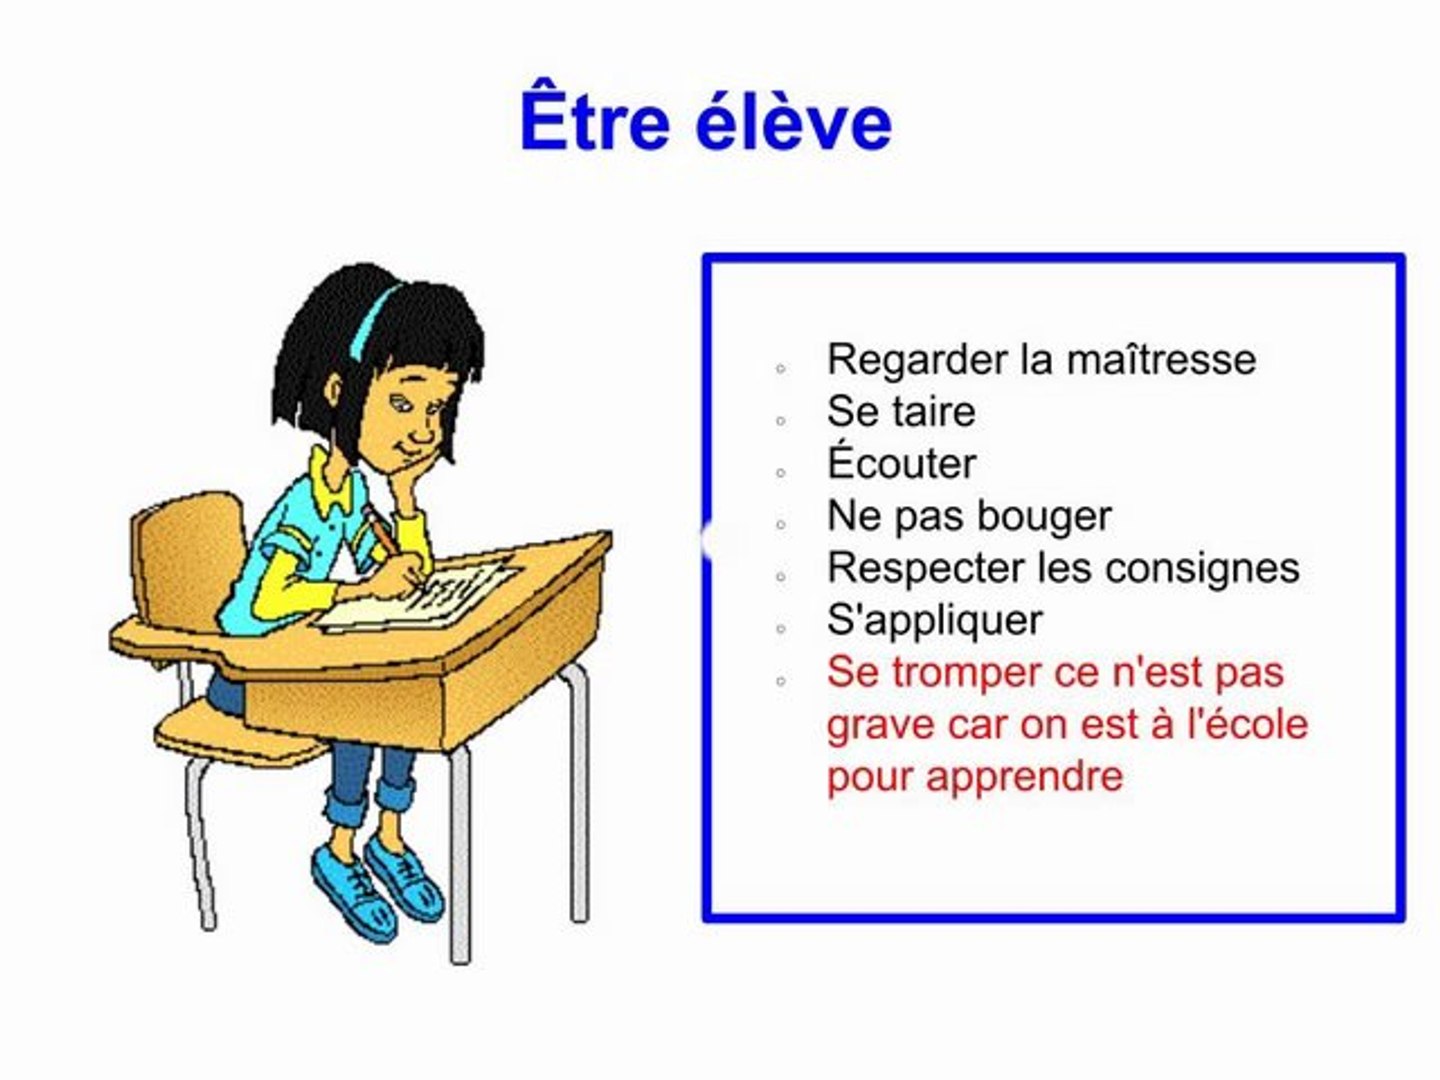 Être élève
Regarder la maîtresse
Se taire
Écouter
Ne pas bouger
Respecter les consignes
S'appliquer
Se tromper ce n'est pas
grave car on est à l'école
pour apprendre